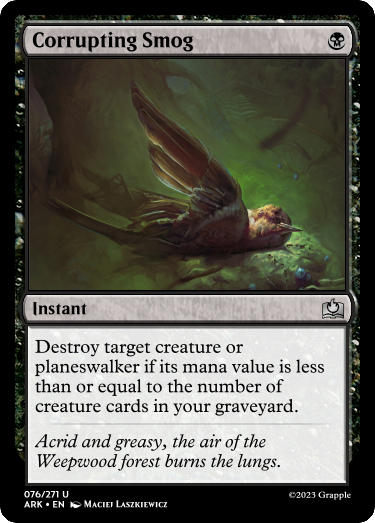 Corrupting Smog
Instant
Destroy target creature or
planeswalker if its mana value is less
than or equal to the number of
creature cards in your graveyard.
Acrid and greasy, the air of the
Weepwood forest burns the lungs.
076/271 U
ARK • EN Maciej Laszkiewicz
©2023 Grapple